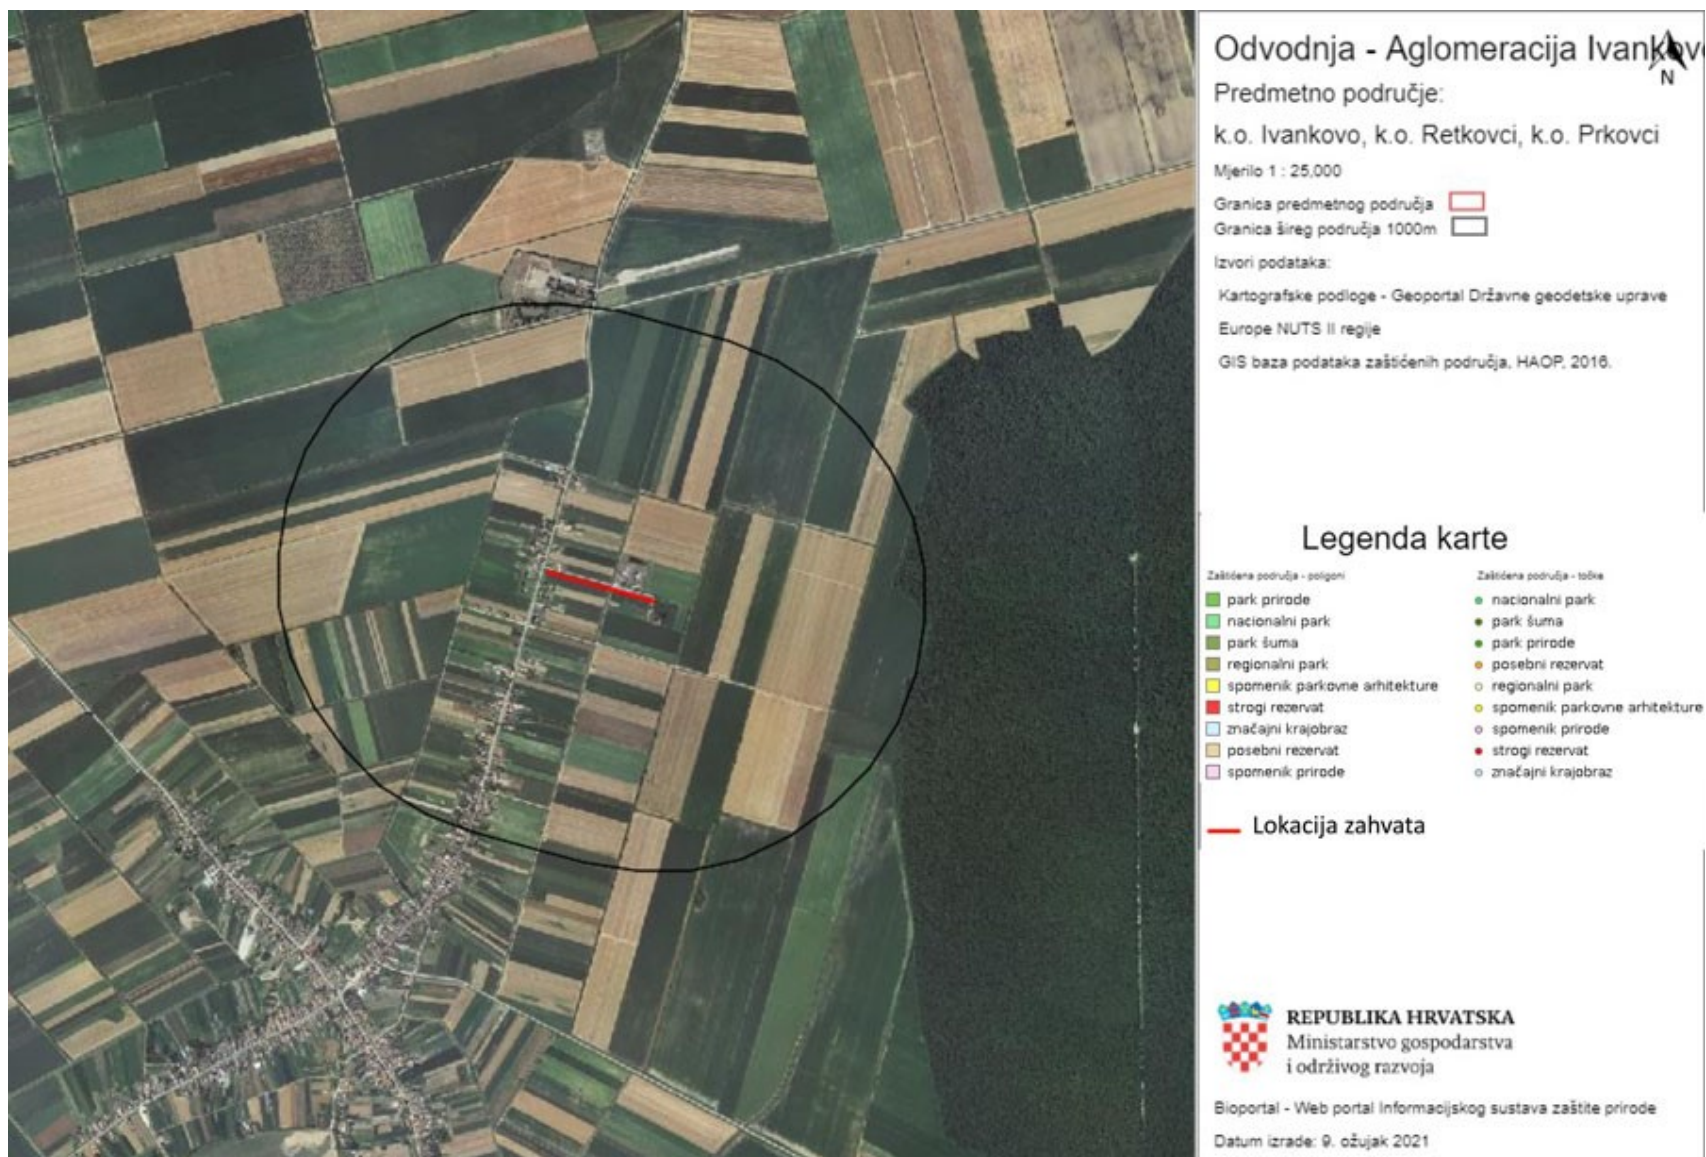 Odvodnja - Aglomeracija Ivankovo
N
Predmetno područje:
k.o. Ivankovo, k.o. Retkovci, k.o. Prkovci
Mjerilo 1 : 25,000
Granica predmetnog područja
Granica šireg područja 1000m
Izvori podataka:
Kartografske podloge - Geoportal Državne geodetske uprave
Europe NUTS II regije
GIS baza podataka zaštićenih područja, HAOP, 2016.
Legenda karte
Zaštićena područja - poligoni
park prirode
nacionalni park
park šuma
regionalni park
spomenik parkovne arhitekture
strogi rezervat
značajni krajobraz
posebni rezervat
spomenik prirode
Zaštićena područja - točke
nacionalni park
park šuma
park prirode
posebni rezervat
regionalni park
spomenik parkovne arhitekture
spomenik prirode
strogi rezervat
značajni krajobraz
Lokacija zahvata
REPUBLIKA HRVATSKA
Ministarstvo gospodarstva
i održivog razvoja
Bioportal - Web portal Informacijskog sustava zaštite prirode
Datum izrade: 9. ožujak 2021